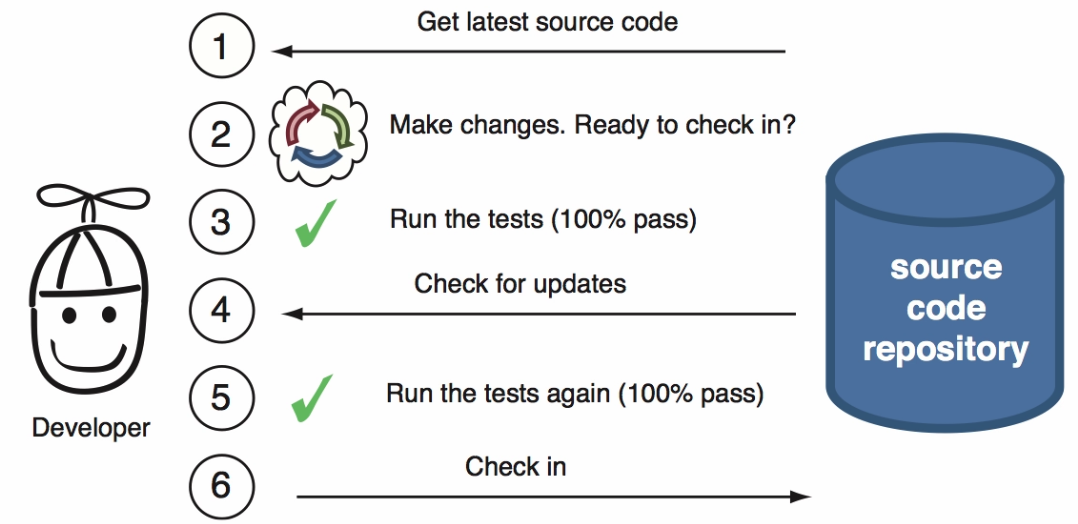 1
Get latest source code
2
Make changes. Ready to check in?
3
Run the tests (100% pass)
4
Check for updates
5
Run the tests again (100% pass)
6
Check in
Developer
source
code
repository